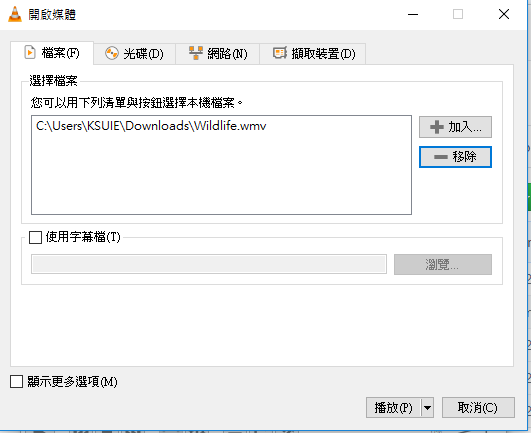 開啟媒體
檔案(F) 光碟(D) 網路(N) 擷取裝置(D)
選擇檔案
您可以用下列清單與按鈕選擇本機檔案。
C:\Users\KSUIE\Downloads\Wildlife.wmv
加入...
移除
使用字幕檔(T)
瀏覽...
顯示更多選項(M)
播放(P) 取消(C)